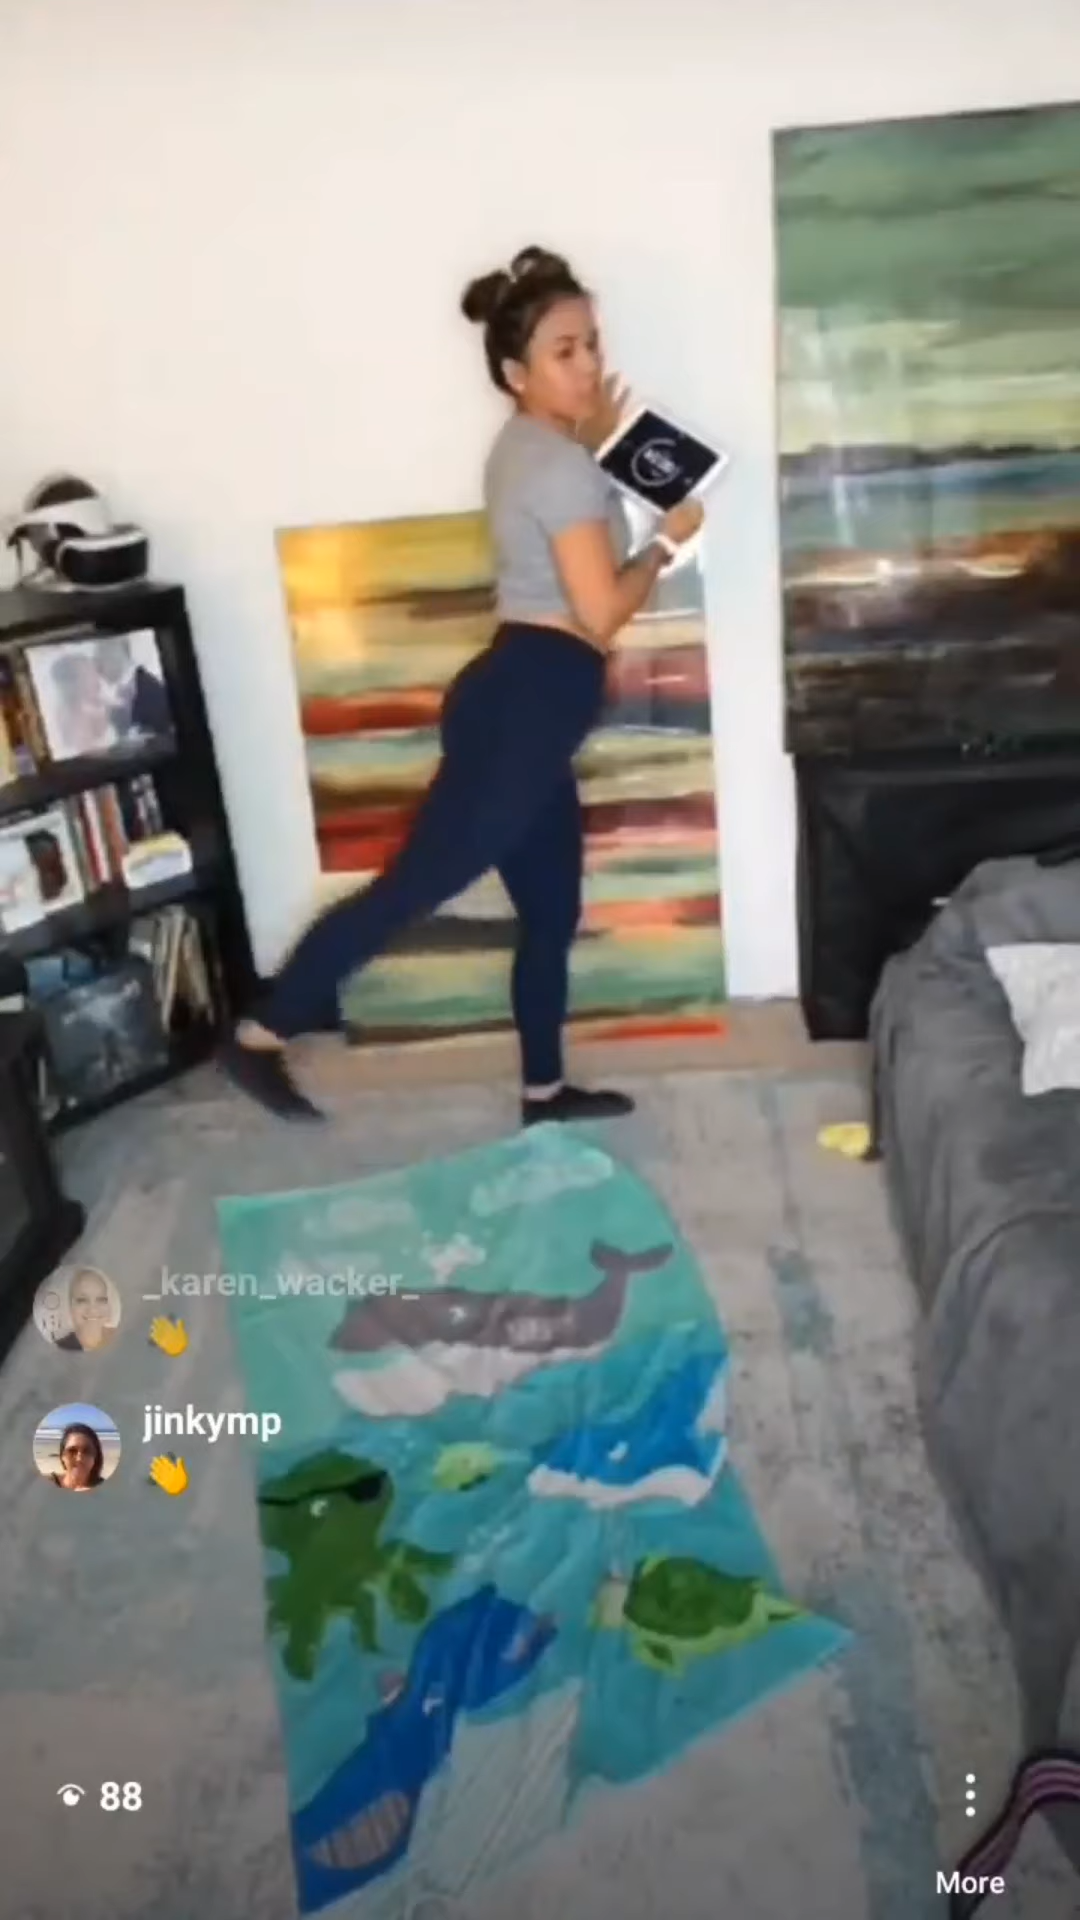 _karen_wacker_
👋
jinkymp
👋
88
More